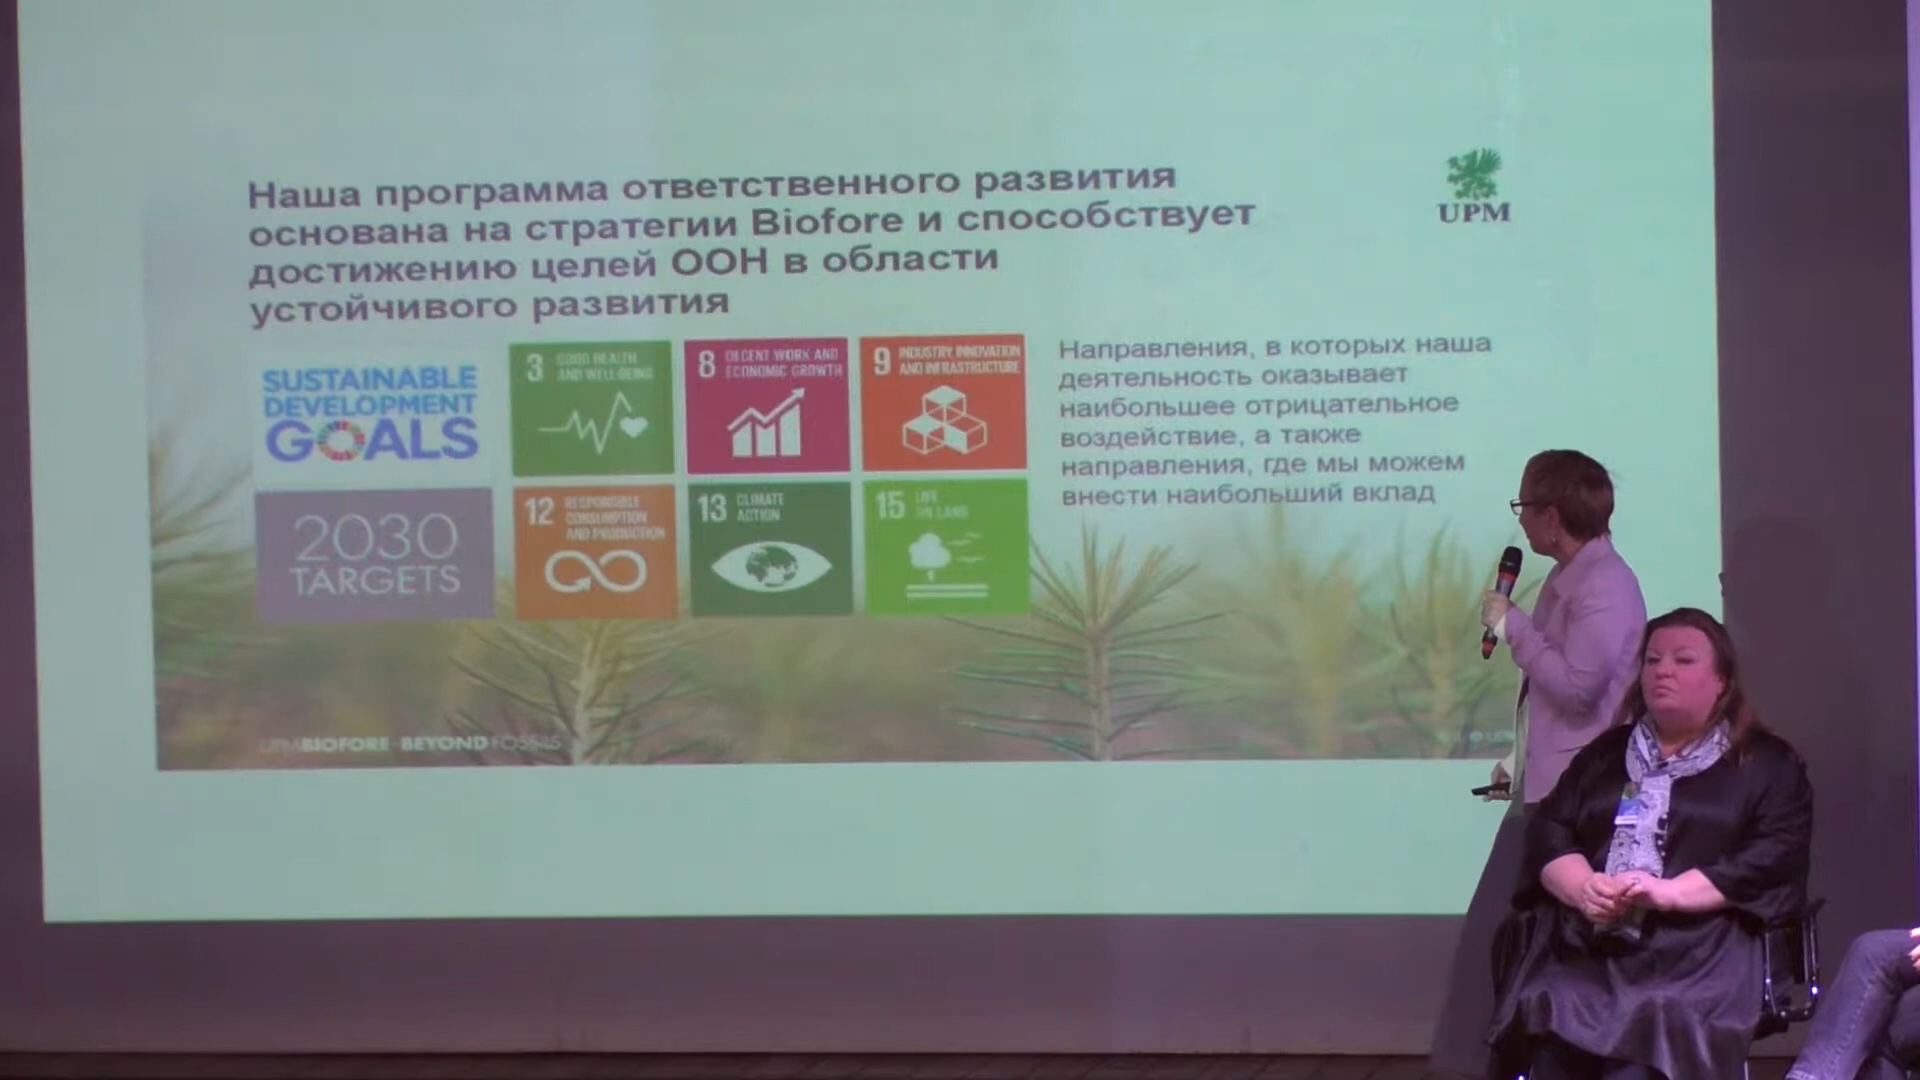 Наша программа ответственного развития
основана на стратегии Biofore и способствует
достижению целей ООН в области
устойчивого развития
UPM
SUSTAINABLE
DEVELOPMENT
GOALS
3 GOOD HEALTH
AND WELL-BEING
8 DECENT WORK AND
ECONOMIC GROWTH
9 INDUSTRY INNOVATION
AND INFRASTRUCTURE
Направления, в которых наша
деятельность оказывает
наибольшее отрицательное
воздействие, а также
направления, где мы можем
внести наибольший вклад
2030
TARGETS
12 RESPONSIBLE
CONSUMPTION
AND PRODUCTION
13 CLIMATE
ACTION
15 LIFE
ON LAND
UPM BIOFORE BEYOND FOSSILS